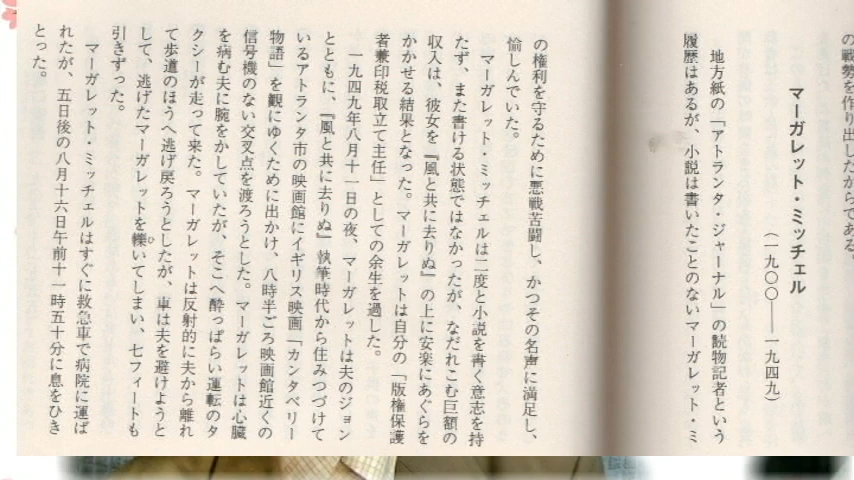 の戦勢を作り出したからである。
マーガレット・ミッチェル
（一九〇〇——一九四九）
地方紙の「アトランタ・ジャーナル」の読物記者という
履歴はあるが、小説は書いたことのないマーガレット・ミ
の権利を守るために悪戦苦闘し、かつその名声に満足し、
愉しんでいた。
マーガレット・ミッチェルは二度と小説を書く意志を持
たず、また書ける状態ではなかったが、なだれこむ巨額の
収入は、彼女を『風と共に去りぬ』の上に安楽にあぐらを
かかせる結果となった。マーガレットは自分の「版権保護
者兼印税取立て主任」としての余生を過した。
一九四九年八月十一日の夜、マーガレットは夫のジョン
とともに、『風と共に去りぬ』執筆時代から住みつづけて
いるアトランタ市の映画館にイギリス映画「カンタベリー
物語」を観にゆくために出かけ、八時半ごろ映画館近くの
信号機のない交叉点を渡ろうとした。マーガレットは心臓
を病む夫に腕をかしていたが、そこへ酔っぱらい運転のタ
クシーが走って来た。マーガレットは反射的に夫から離れ
て歩道のほうへ逃げ戻ろうとしたが、車は夫を避けようと
して、逃げたマーガレットを轢いてしまい、七フィートも
引きずった。
マーガレット・ミッチェルはすぐに救急車で病院に運ば
れたが、五日後の八月十六日午前十一時五十分に息をひき
とった。